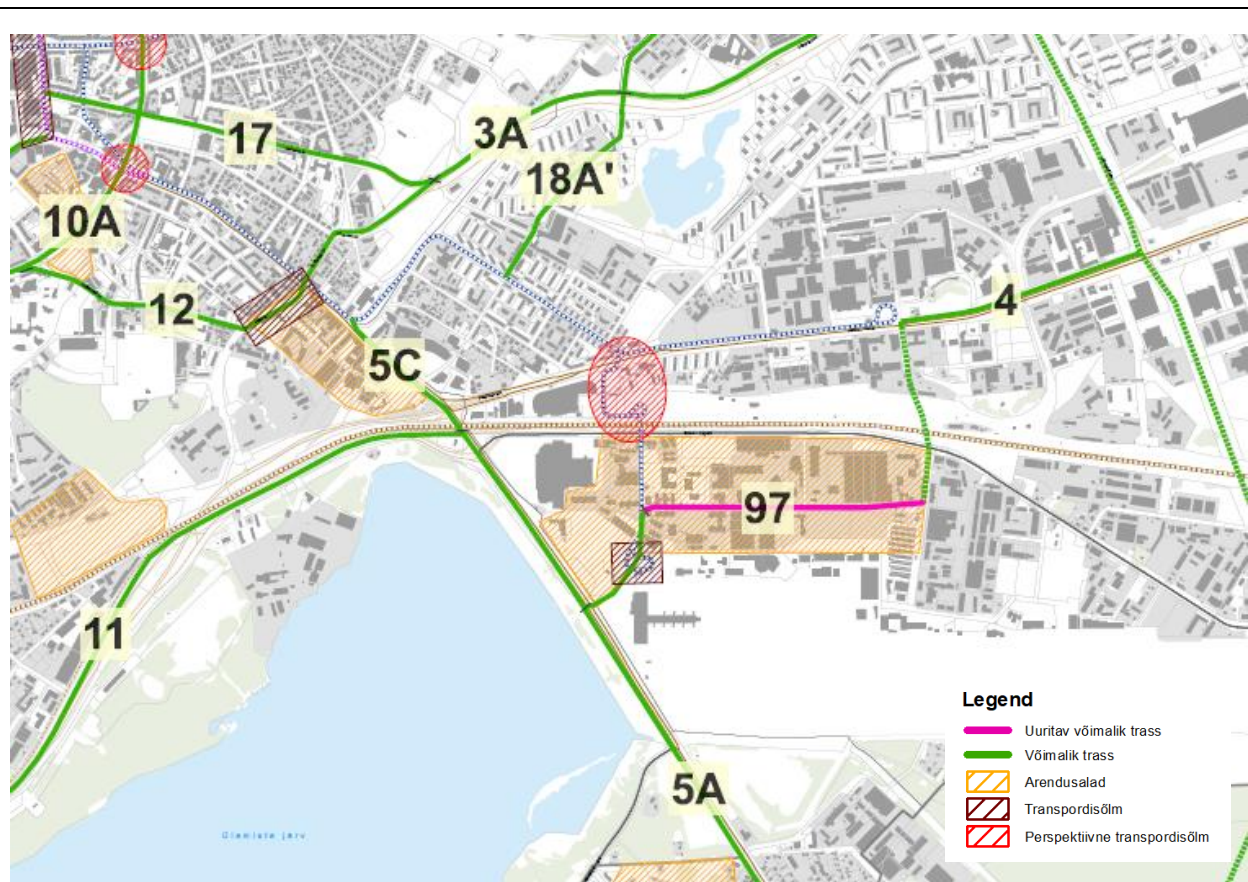 17
3A
18A'
10A
12
4
5C
97
11
5A
Legend
Uuritav võimalik trass
Võimalik trass
Arendusalad
Transpordisõlm
Perspektiivne transpordisõlm
Ülemiste järv